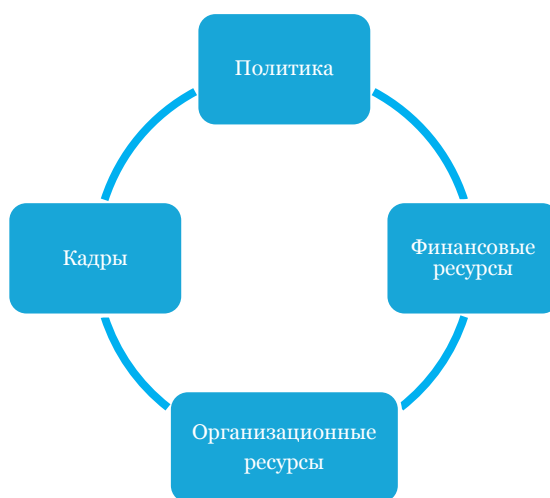 Политика
Кадры
Финансовые
ресурсы
Организационные
ресурсы